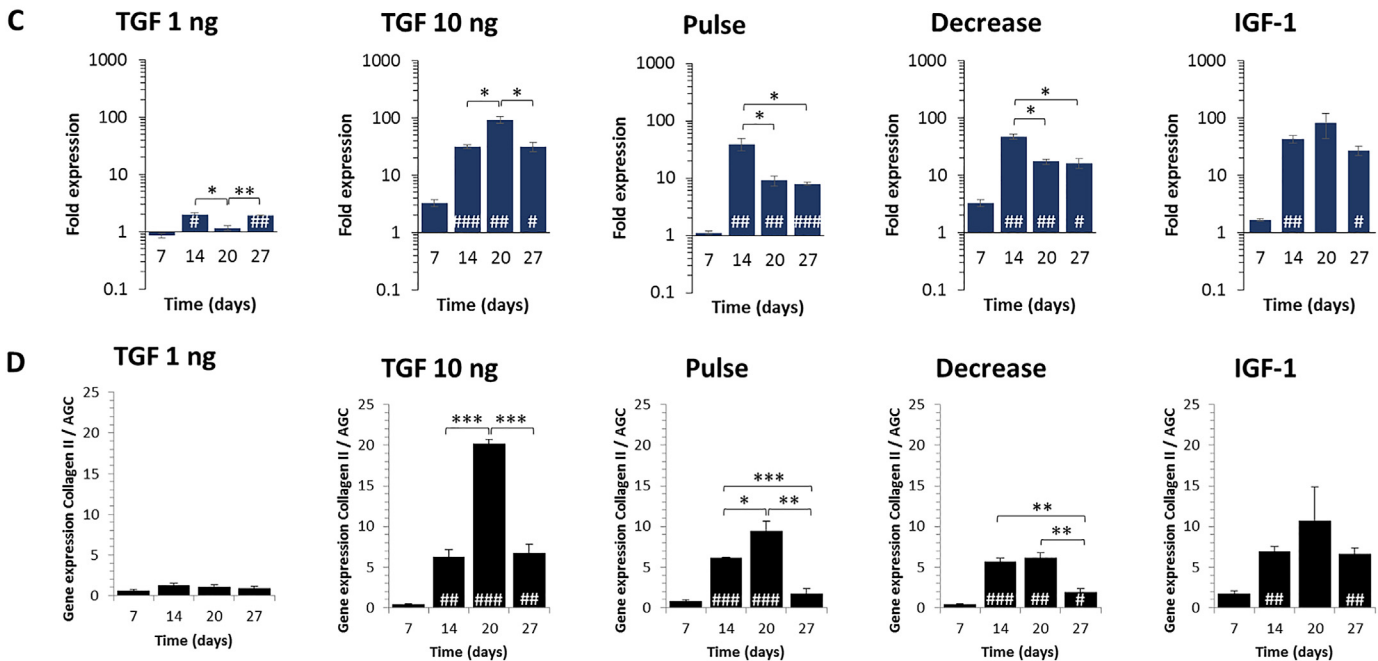 C
TGF 1 ng
TGF 10 ng
Pulse
Decrease
IGF-1
Fold expression
1000
100
10
1
0.1
* **
# ##
7 14 20 27
Time (days)
Fold expression
1000
100
10
1
0.1
* *
### ## #
7 14 20 27
Time (days)
Fold expression
1000
100
10
1
0.1
*
*
## ## ###
7 14 20 27
Time (days)
Fold expression
1000
100
10
1
0.1
*
*
## ## #
7 14 20 27
Time (days)
Fold expression
1000
100
10
1
0.1
## #
7 14 20 27
Time (days)
D
TGF 1 ng
TGF 10 ng
Pulse
Decrease
IGF-1
Gene expression Collagen II / AGC
25
20
15
10
5
0
7 14 20 27
Time (days)
Gene expression Collagen II / AGC
25
20
15
10
5
0
*** ***
## ### ##
7 14 20 27
Time (days)
Gene expression Collagen II / AGC
25
20
15
10
5
0
***
* **
### ###
7 14 20 27
Time (days)
Gene expression Collagen II / AGC
25
20
15
10
5
0
**
**
### ## #
7 14 20 27
Time (days)
Gene expression Collagen II / AGC
25
20
15
10
5
0
## ##
7 14 20 27
Time (days)